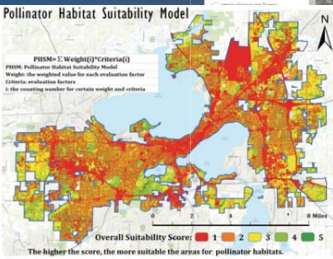 Pollinator Habitat Suitability Model
N
PHSM=∑Weight(i)*Criteria(i)
PHSM: Pollinator Habitat Suitability Model
Weight: the weighted value for each evaluation factor
Criteria: evaluation factors
i: the counting number for certain weight and criteria
0 2 4 8 Miles
Overall Suitability Score: 1 2 3 4 5
The higher the score, the more suitable the areas for pollinator habitats.